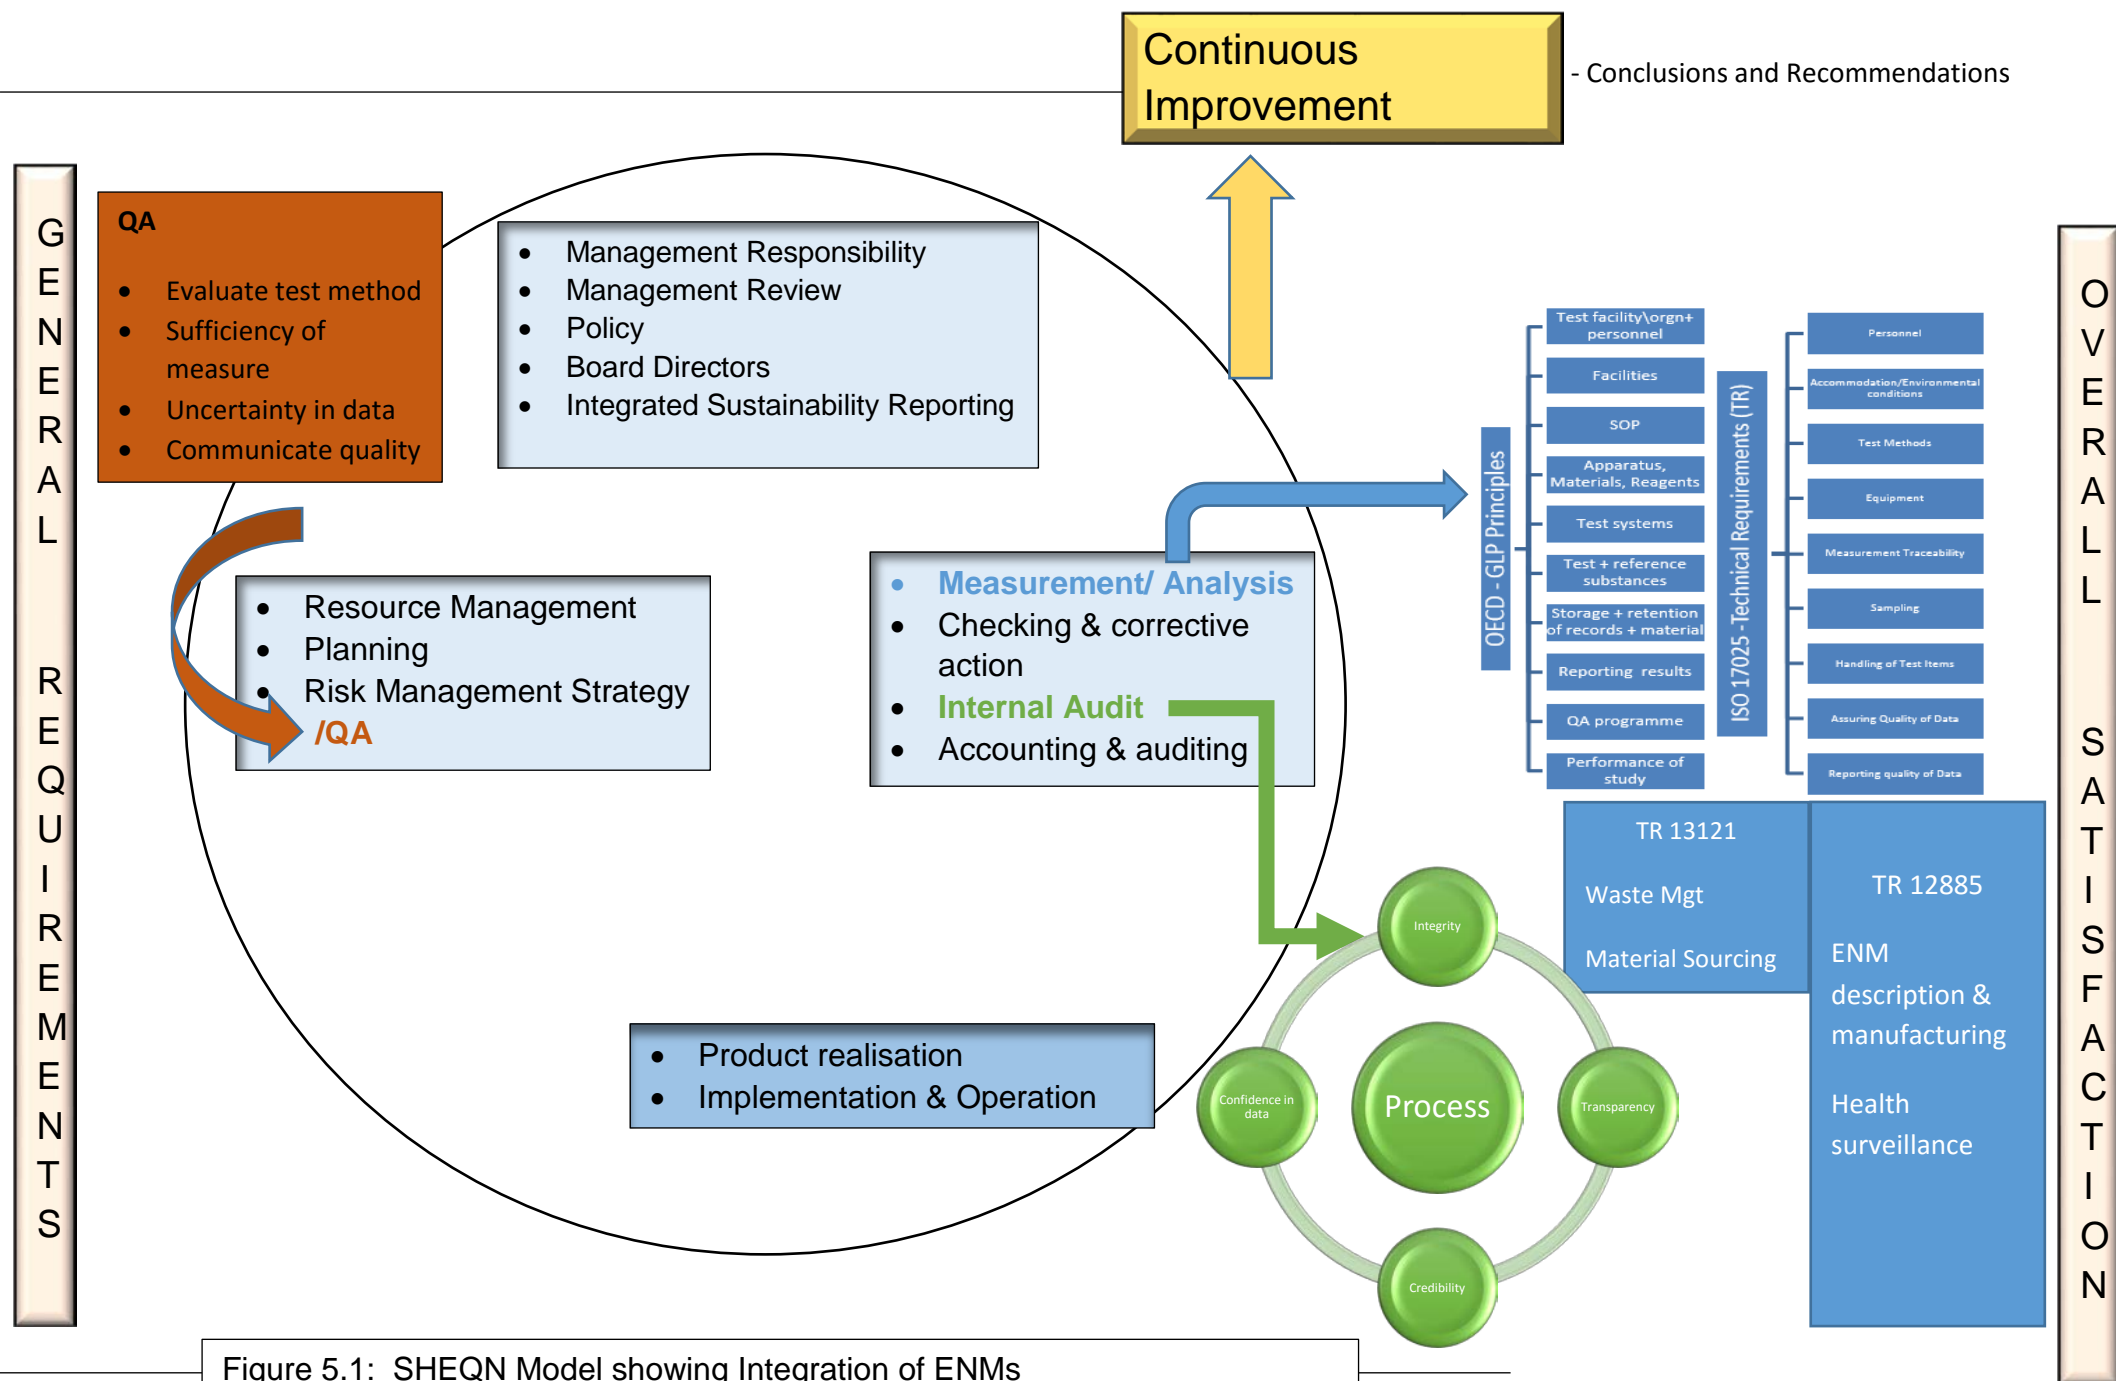 Continuous
Improvement
- Conclusions and Recommendations
GENERAL REQUIREMENTS
QA
• Evaluate test method
• Sufficiency of
measure
• Uncertainty in data
• Communicate quality
• Management Responsibility
• Management Review
• Policy
• Board Directors
• Integrated Sustainability Reporting
• Resource Management
• Planning
• Risk Management Strategy
/QA
• Measurement/ Analysis
• Checking & corrective
action
• Internal Audit
• Accounting & auditing
• Product realisation
• Implementation & Operation
OECD - GLP Principles
Test facility\orgn+
personnel
Facilities
SOP
Apparatus,
Materials, Reagents
Test systems
Test + reference
substances
Storage + retention
of records + material
Reporting results
QA programme
Performance of
study
ISO 17025 -Technical Requirements (TR)
Personnel
Accommodation/Environmental
conditions
Test Methods
Equipment
Measurement Traceability
Sampling
Handling of Test Items
Assuring Quality of Data
Reporting quality of Data
TR 13121
Waste Mgt
Material Sourcing
TR 12885
ENM
description &
manufacturing
Health
surveillance
Integrity
Confidence in
data
Process
Transparency
Credibility
OVERALL SATISFACTION
Figure 5.1: SHEQN Model showing Integration of ENMs